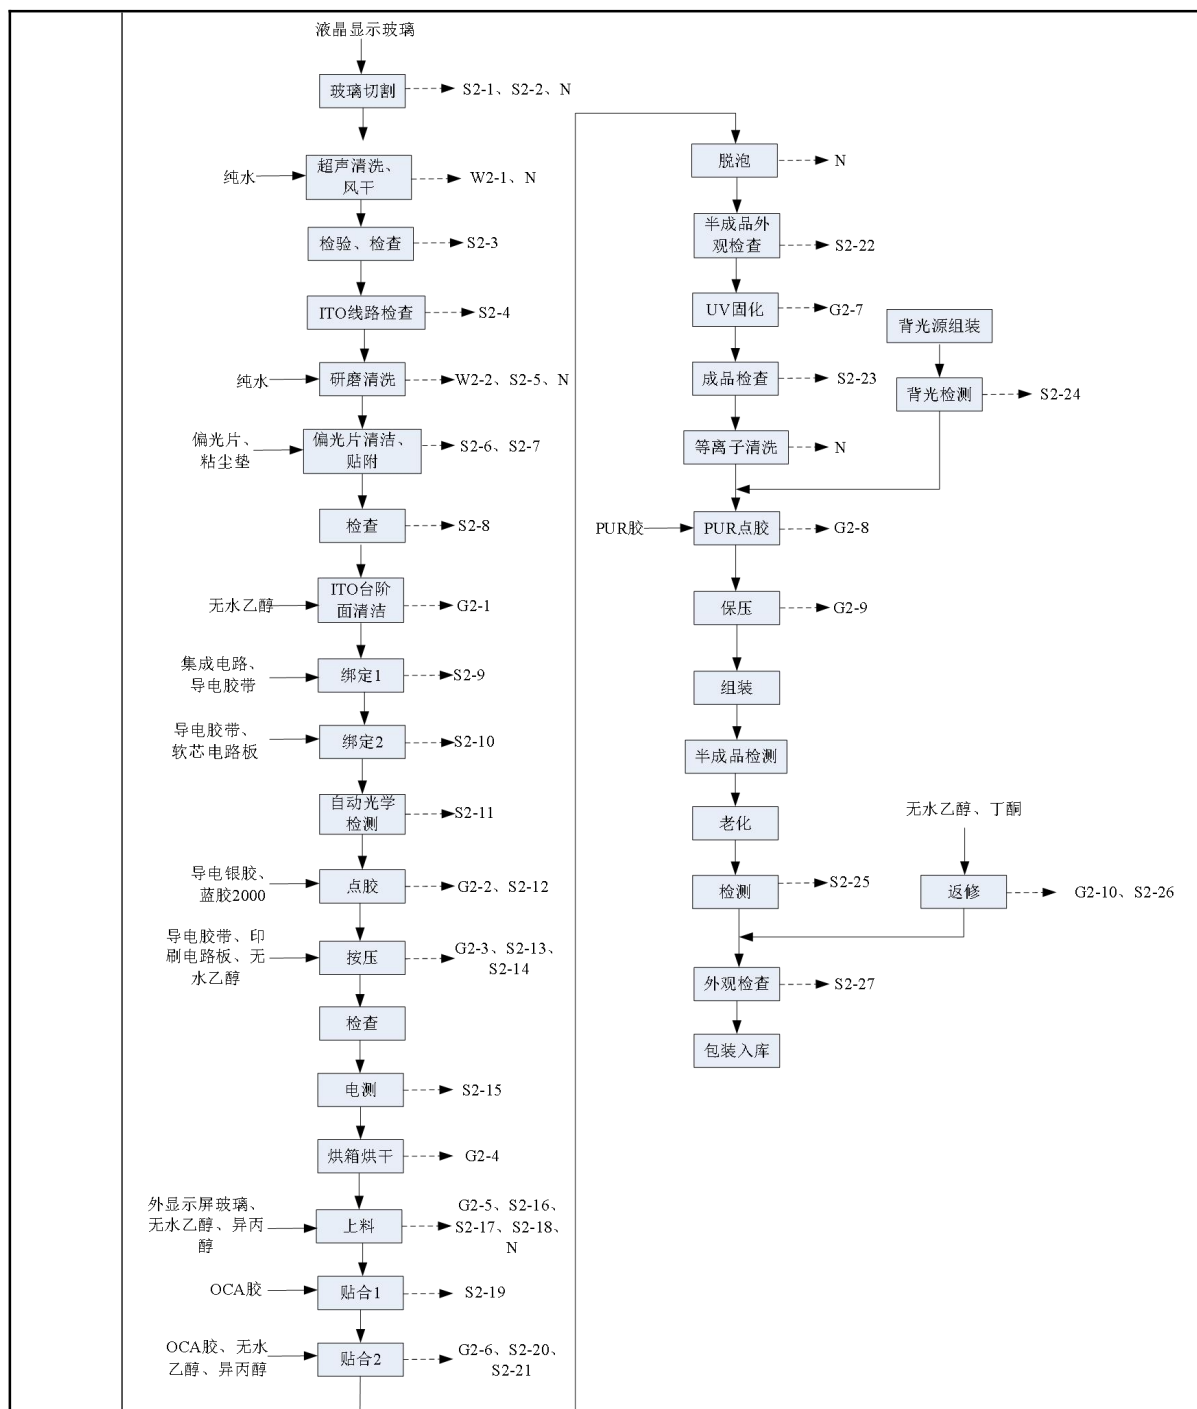 液晶显示玻璃
玻璃切割
S2-1、S2-2、N
纯水
超声清洗、
风干
W2-1、N
检验、检查
S2-3
ITO线路检查
S2-4
纯水
研磨清洗
W2-2、S2-5、N
偏光片、
粘尘垫
偏光片清洁、
贴附
S2-6、S2-7
检查
S2-8
无水乙醇
ITO台阶
面清洁
G2-1
集成电路、
导电胶带
绑定1
S2-9
导电胶带、
软芯电路板
绑定2
S2-10
自动光学
检测
S2-11
导电银胶、
蓝胶2000
点胶
G2-2、S2-12
导电胶带、印
刷电路板、无
水乙醇
按压
G2-3、S2-13、
S2-14
检查
电测
S2-15
烘箱烘干
G2-4
外显示屏玻璃、
无水乙醇、异丙
醇
上料
G2-5、S2-16、
S2-17、S2-18、
N
OCA胶
贴合1
S2-19
OCA胶、无水
乙醇、异丙醇
贴合2
G2-6、S2-20、
S2-21
脱泡
N
半成品外
观检查
S2-22
UV固化
G2-7
成品检查
S2-23
等离子清洗
N
背光源组装
背光检测
S2-24
PUR胶
PUR点胶
G2-8
保压
G2-9
组装
半成品检测
老化
检测
S2-25
无水乙醇、丁酮
返修
G2-10、S2-26
外观检查
S2-27
包装入库